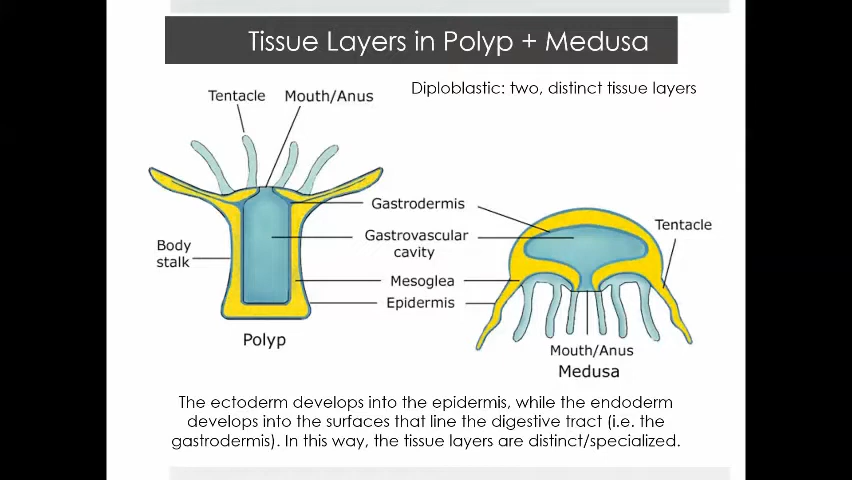 Tissue Layers in Polyp + Medusa
Diploblastic: two, distinct tissue layers
Tentacle
Mouth/Anus
Gastrodermis
Gastrovascular
cavity
Mesoglea
Epidermis
Body
stalk
Polyp
Tentacle
Mouth/Anus
Medusa
The ectoderm develops into the epidermis, while the endoderm
develops into the surfaces that line the digestive tract (i.e. the
gastrodermis). In this way, the tissue layers are distinct/specialized.